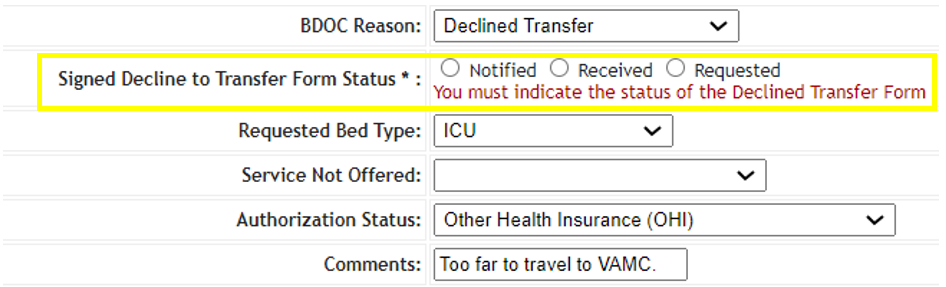 BDOC Reason: Declined Transfer
Signed Decline to Transfer Form Status * : Notified Received Requested
You must indicate the status of the Declined Transfer Form
Requested Bed Type: ICU
Service Not Offered:
Authorization Status: Other Health Insurance (OHI)
Comments: Too far to travel to VAMC.